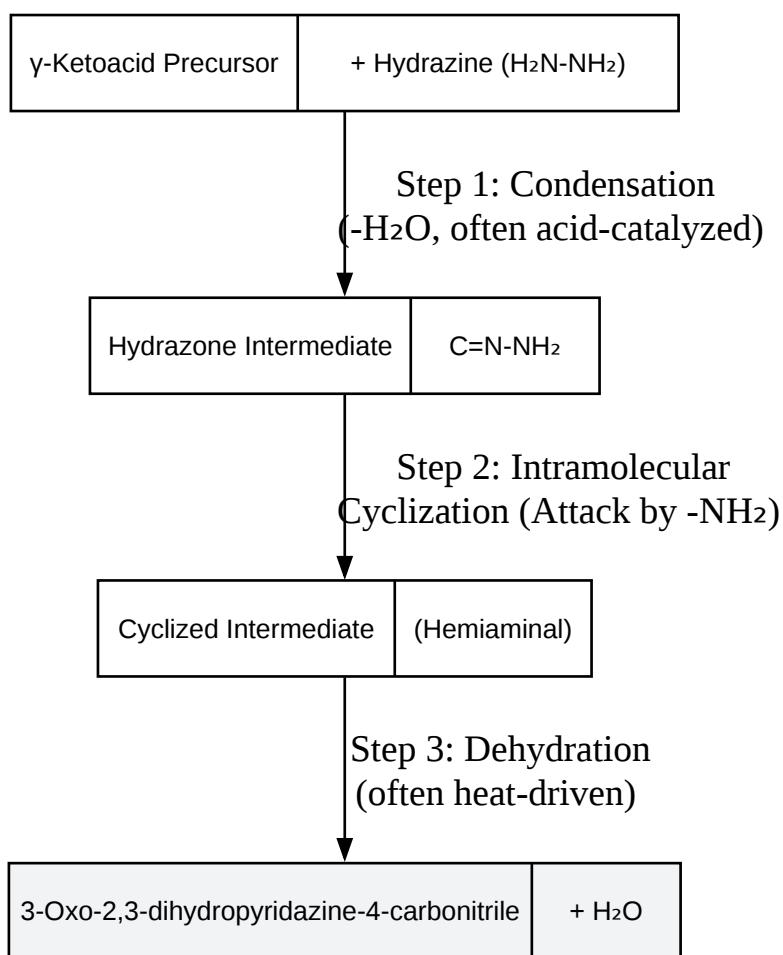 γ-Ketoacid Precursor + Hydrazine (H₂N-NH₂)
Step 1: Condensation
(-H₂O, often acid-catalyzed)
Hydrazone Intermediate C=N-NH₂
Step 2: Intramolecular
Cyclization (Attack by -NH₂)
Cyclized Intermediate (Hemiaminal)
Step 3: Dehydration
(often heat-driven)
3-Oxo-2,3-dihydropyridazine-4-carbonitrile + H₂O